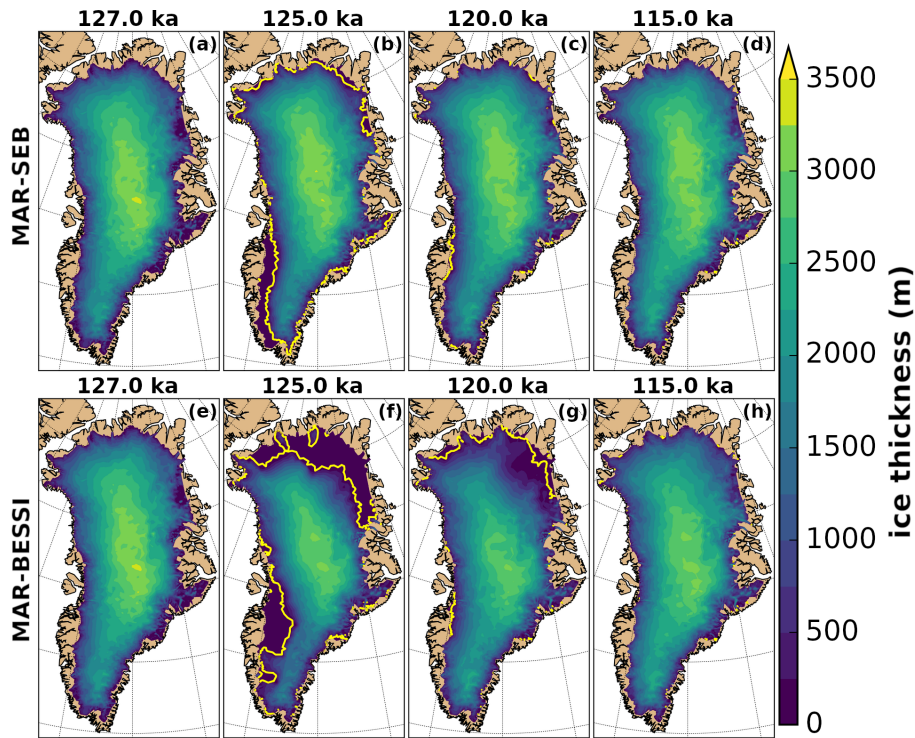 127.0 ka 125.0 ka 120.0 ka 115.0 ka
(a) (b) (c) (d)
MAR-SEB
127.0 ka 125.0 ka 120.0 ka 115.0 ka
(e) (f) (g) (h)
MAR-BESSI
3500
3000
2500
2000
1500
1000
500
0
ice thickness (m)